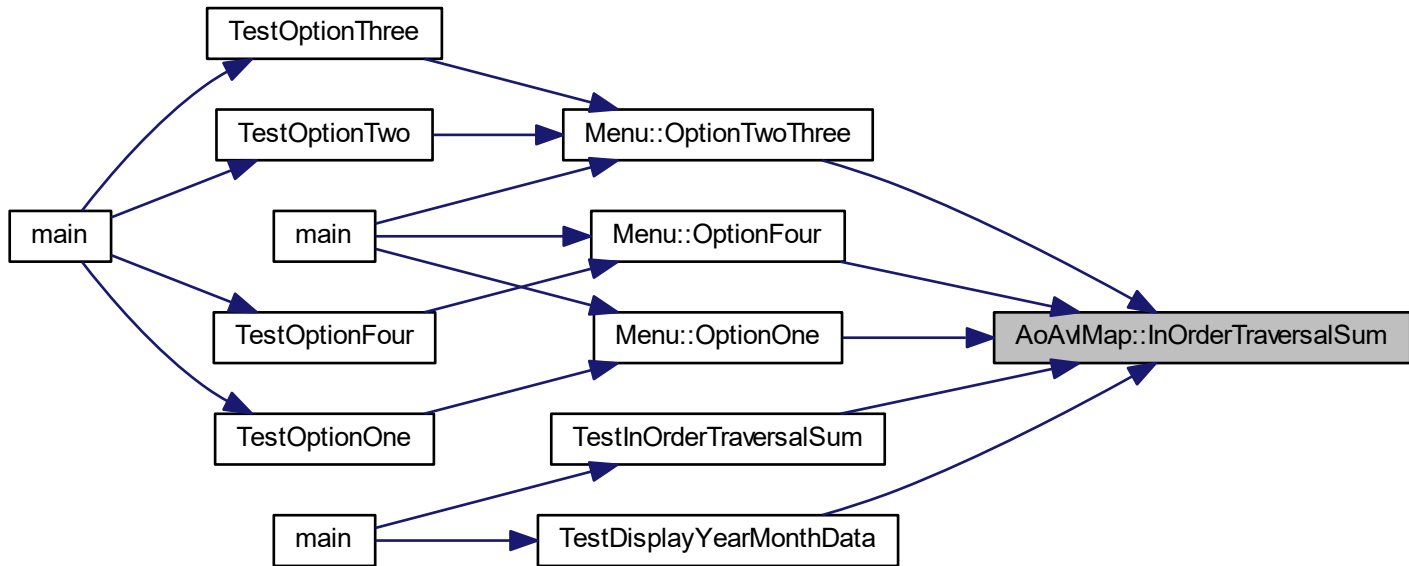 TestOptionThree
TestOptionTwo
Menu::OptionTwoThree
main
main
Menu::OptionFour
TestOptionFour
Menu::OptionOne
AoAvlMap::InOrderTraversalSum
TestOptionOne
TestInOrderTraversalSum
main
TestDisplayYearMonthData